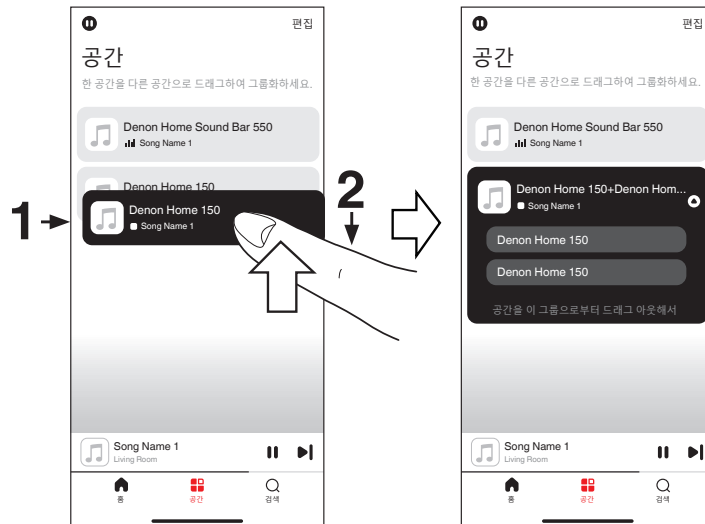 편집
공간
한 공간을 다른 공간으로 드래그하여 그룹화하세요.
Denon Home Sound Bar 550
Song Name 1
Denon Home 150
Denon Home 150
Song Name 1
1
2
Song Name 1
Living Room
홈
공간
검색
편집
공간
한 공간을 다른 공간으로 드래그하여 그룹화하세요.
Denon Home Sound Bar 550
Song Name 1
Denon Home 150+Denon Hom...
Song Name 1
Denon Home 150
Denon Home 150
공간을 이 그룹으로부터 드래그 아웃해서
Song Name 1
Living Room
홈
공간
검색